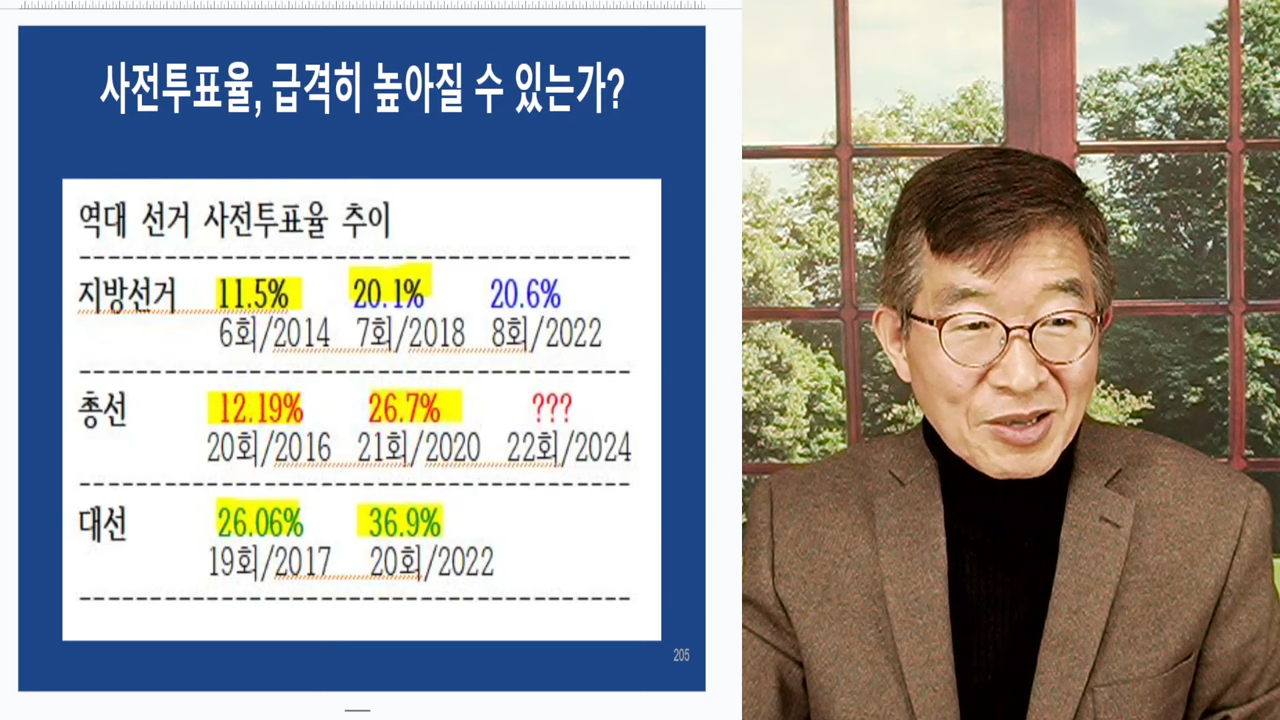 사전투표율, 급격히 높아질 수 있는가?
역대 선거 사전투표율 추이
지방선거 11.5% 20.1% 20.6%
6회/2014 7회/2018 8회/2022
총선 12.19% 26.7% ???
20회/2016 21회/2020 22회/2024
대선 26.06% 36.9%
19회/2017 20회/2022
205